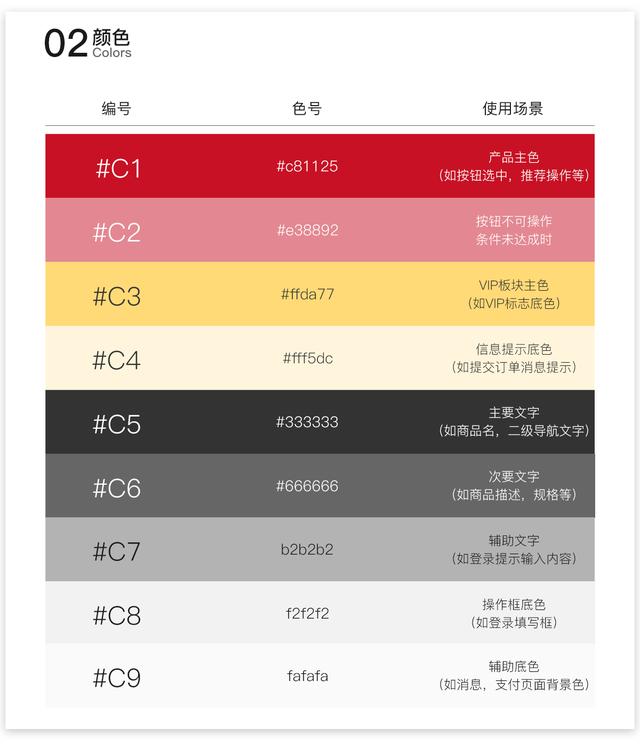 02 颜色
Colors
编号 色号 使用场景
#C1 #c81125 产品主色
（如按钮选中，推荐操作等）
#C2 #e38892 按钮不可操作
条件未达成时
#C3 #ffda77 VIP板块主色
（如VIP标志底色）
#C4 #fff5dc 信息提示底色
（如提交订单消息提示）
#C5 #333333 主要文字
（如商品名，二级导航文字）
#C6 #666666 次要文字
（如商品描述，规格等）
#C7 b2b2b2 辅助文字
（如登录提示输入内容）
#C8 f2f2f2 操作框底色
（如登录填写框）
#C9 fafafa 辅助底色
（如消息，支付页面背景色）